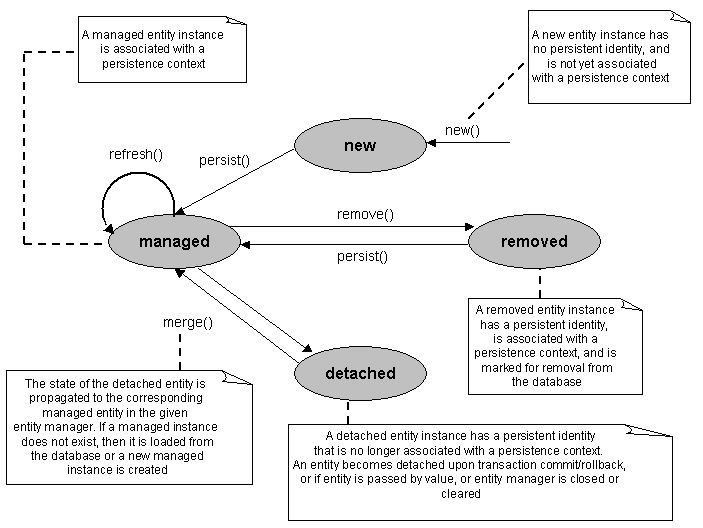 A managed entity instance
is associated with a
persistence context
A new entity instance has
no persistent identity, and
is not yet associated
with a persistence context
new()
new
refresh()
persist()
managed
remove()
persist()
removed
merge()
detached
A removed entity instance
has a persistent identity,
is associated with a
persistence context, and is
marked for removal from
the database
The state of the detached entity is
propagated to the corresponding
managed entity in the given
entity manager. If a managed instance
does not exist, then it is loaded from
the database or a new managed
instance is created
A detached entity instance has a persistent identity
that is no longer associated with a persistence context.
An entity becomes detached upon transaction commit/rollback,
or if entity is passed by value, or entity manager is closed or
cleared